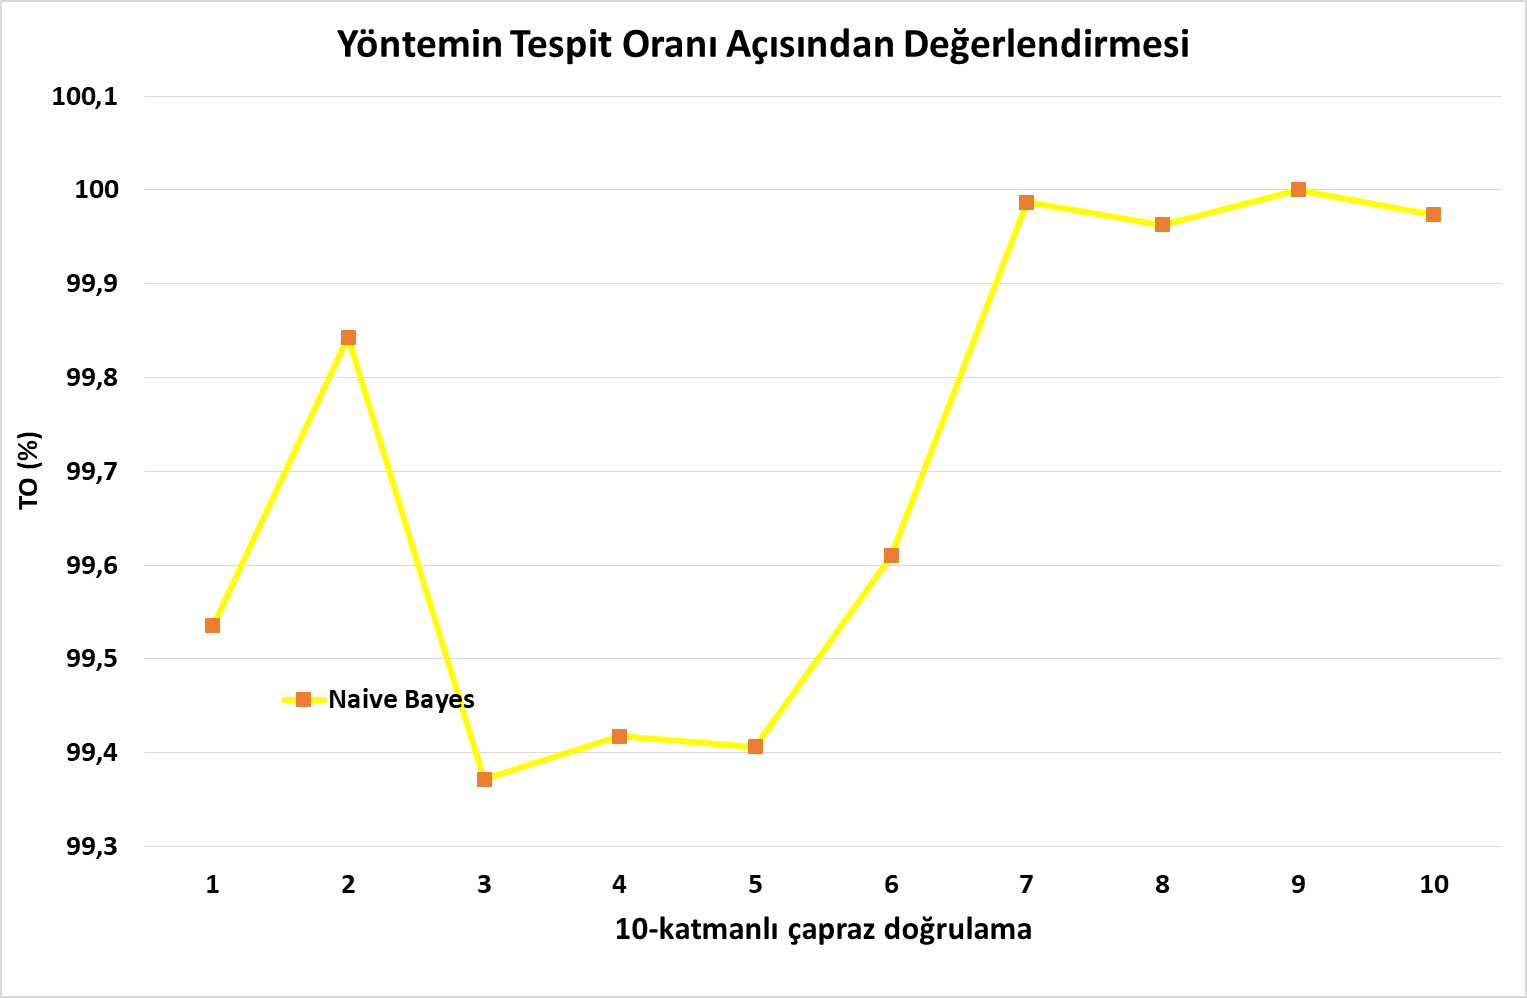 Yöntemin Tespit Oranı Açısından Değerlendirmesi
100,1
100
99,9
99,8
99,7
99,6
99,5
99,4
99,3
TO (%)
Naive Bayes
1 2 3 4 5 6 7 8 9 10
10-katmanlı çapraz doğrulama